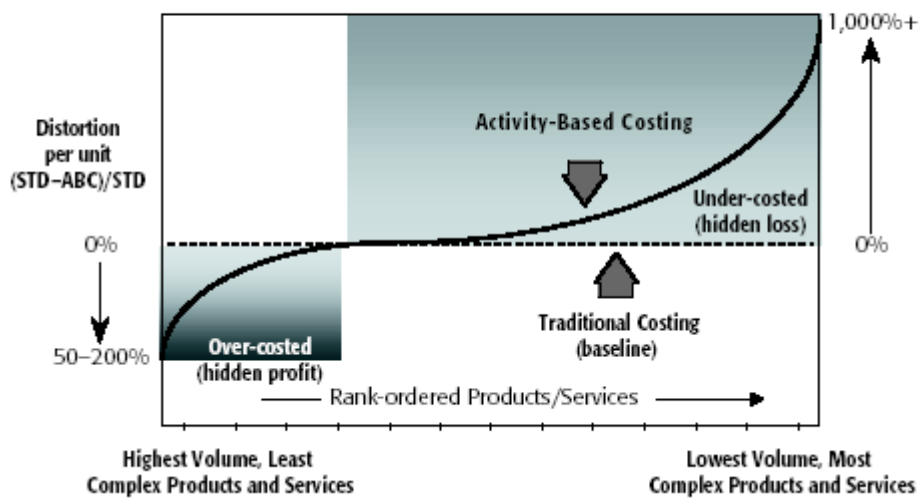 1,000%+
Distortion
per unit
(STD–ABC)/STD
Activity-Based Costing
Under-costed
(hidden loss)
0%
0%
Traditional Costing
(baseline)
Over-costed
(hidden profit)
50–200%
Rank-ordered Products/Services
Highest Volume, Least
Complex Products and Services
Lowest Volume, Most
Complex Products and Services